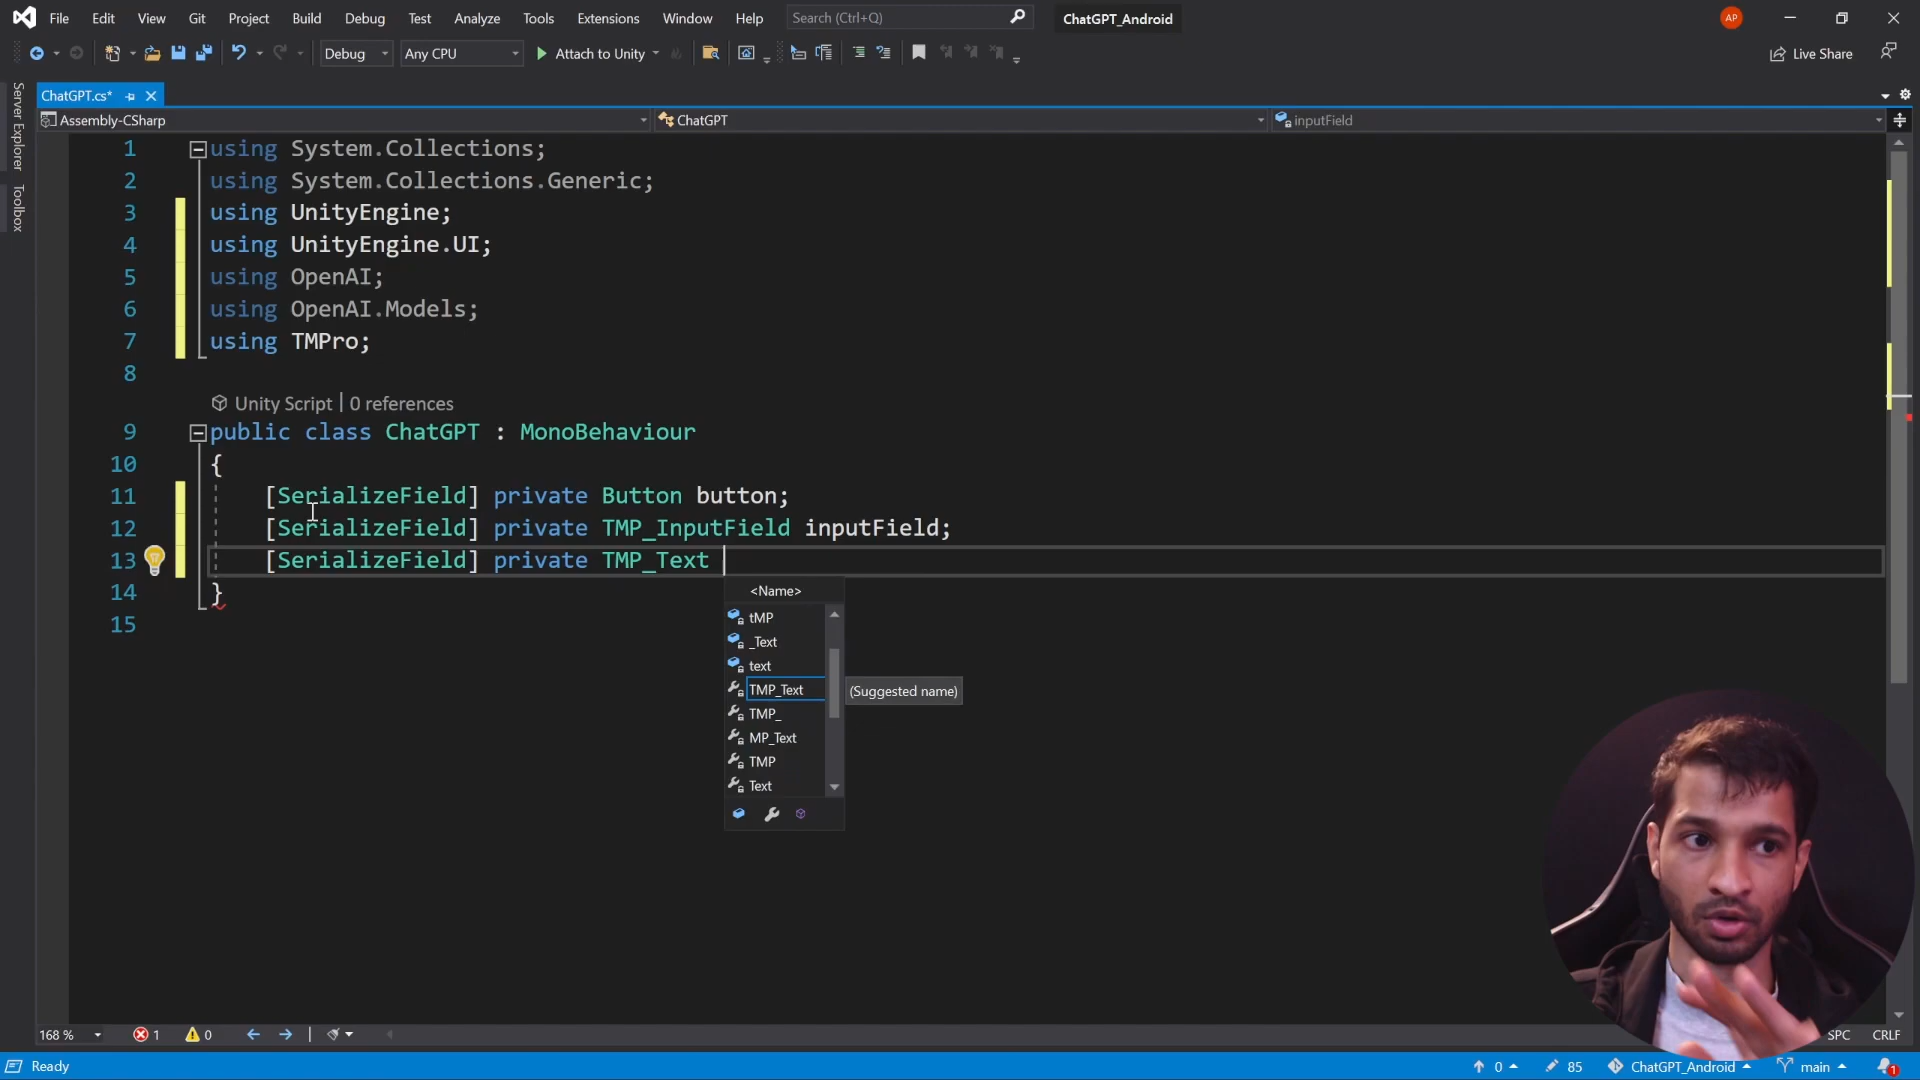 File Edit View Git Project Build Debug Test Analyze Tools Extensions Window Help Search (Ctrl+Q) ChatGPT_Android AP
Debug Any CPU Attach to Unity Live Share
ChatGPT.cs*
Assembly-CSharp ChatGPT inputField
Server Explorer
Toolbox
1 using System.Collections;
2 using System.Collections.Generic;
3 using UnityEngine;
4 using UnityEngine.UI;
5 using OpenAI;
6 using OpenAI.Models;
7 using TMPro;
8
Unity Script | 0 references
9 public class ChatGPT : MonoBehaviour
10 {
11 [SerializeField] private Button button;
12 [SerializeField] private TMP_InputField inputField;
13 [SerializeField] private TMP_Text
14 }
15
<Name>
tMP
_Text
text
TMP_Text (Suggested name)
TMP_
MP_Text
TMP
Text
168 % 1 0 SPC CRLF
Ready 0 85 ChatGPT_Android main 1